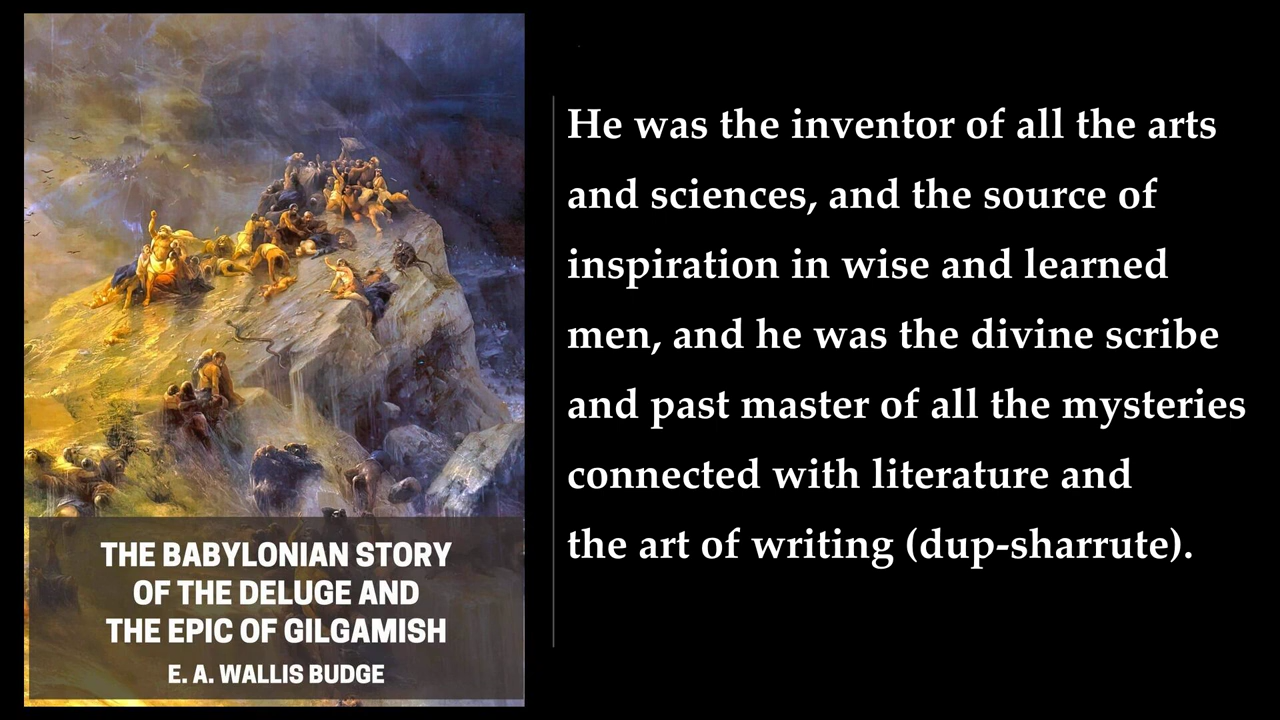 THE BABYLONIAN STORY
OF THE DELUGE AND
THE EPIC OF GILGAMISH
E. A. WALLIS BUDGE
He was the inventor of all the arts
and sciences, and the source of
inspiration in wise and learned
men, and he was the divine scribe
and past master of all the mysteries
connected with literature and
the art of writing (dup-sharrute).